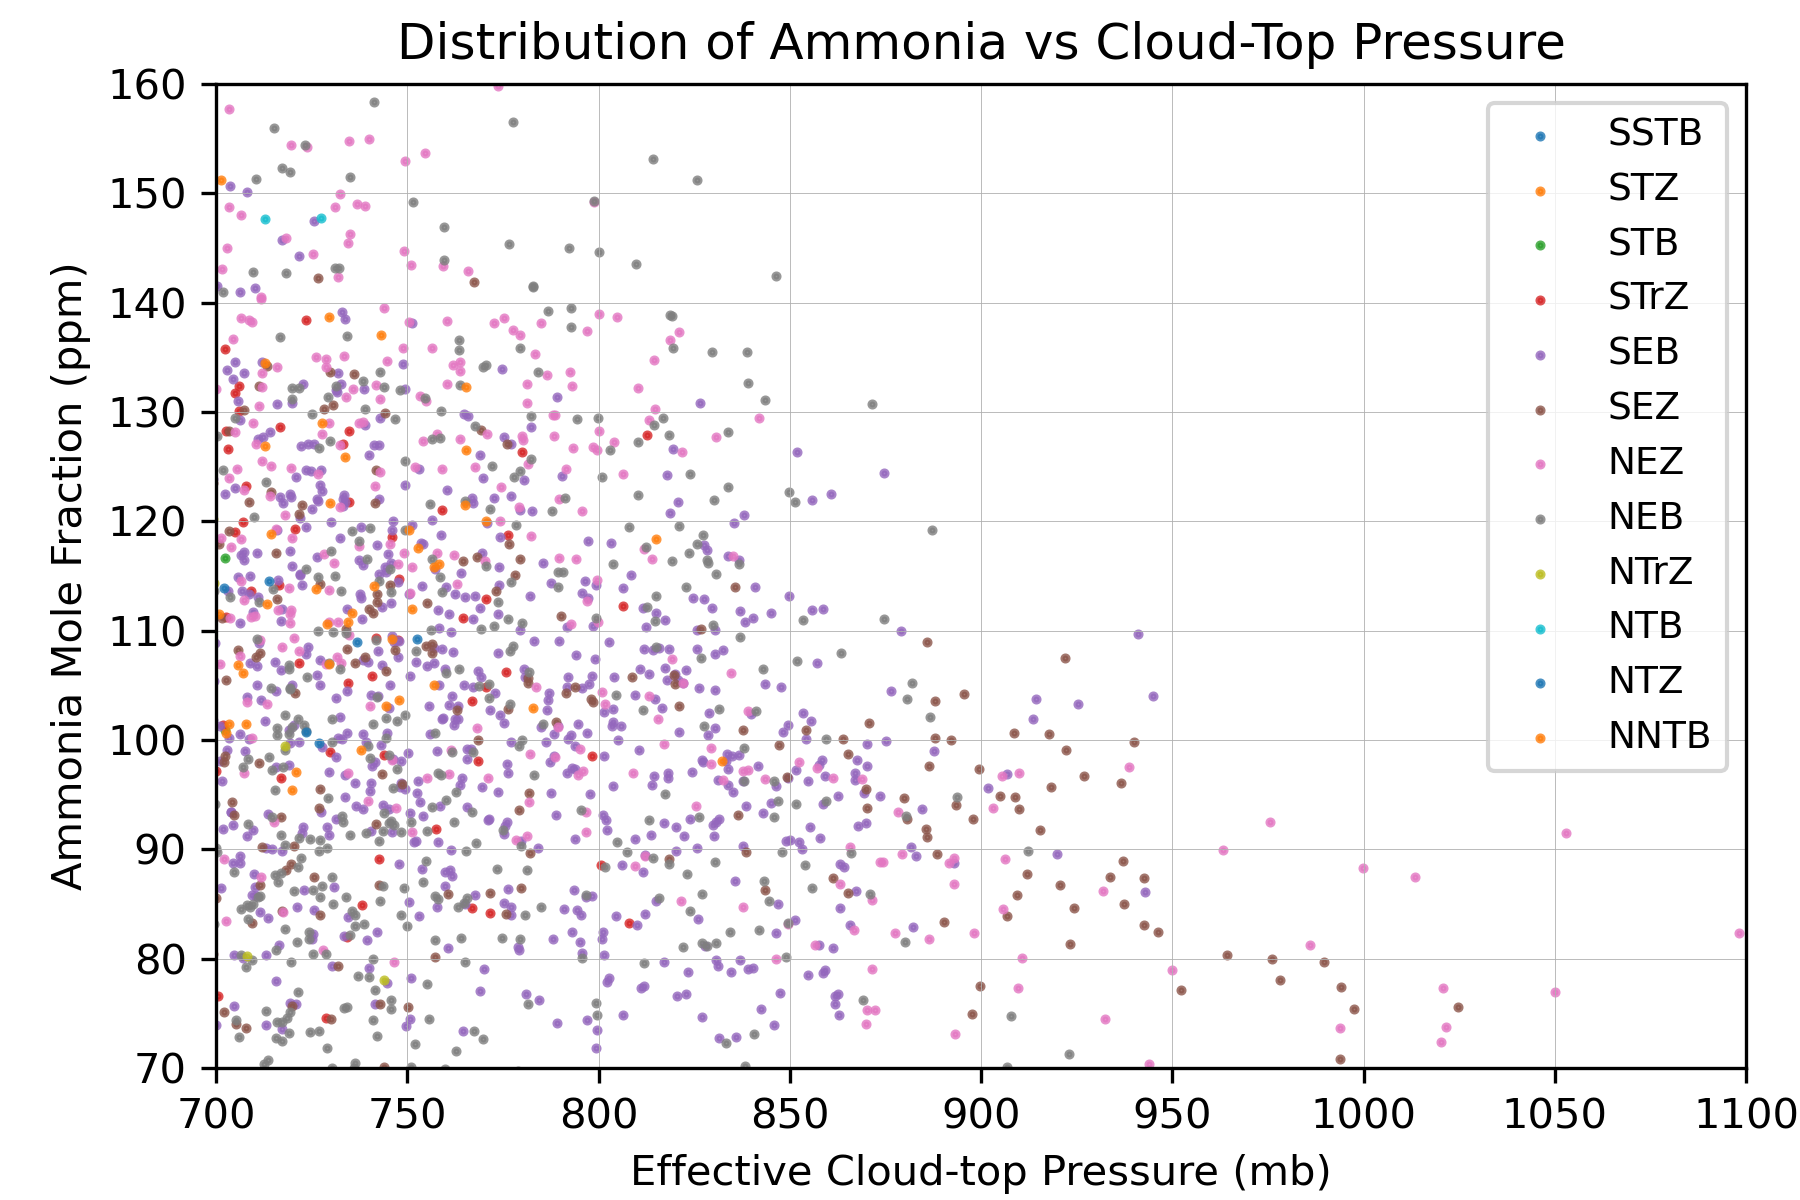 Distribution of Ammonia vs Cloud-Top Pressure
160
150
140
130
120
110
100
90
80
70
Ammonia Mole Fraction (ppm)
SSTB
STZ
STB
STrZ
SEB
SEZ
NEZ
NEB
NTrZ
NTB
NTZ
NNTB
700 750 800 850 900 950 1000 1050 1100
Effective Cloud-top Pressure (mb)